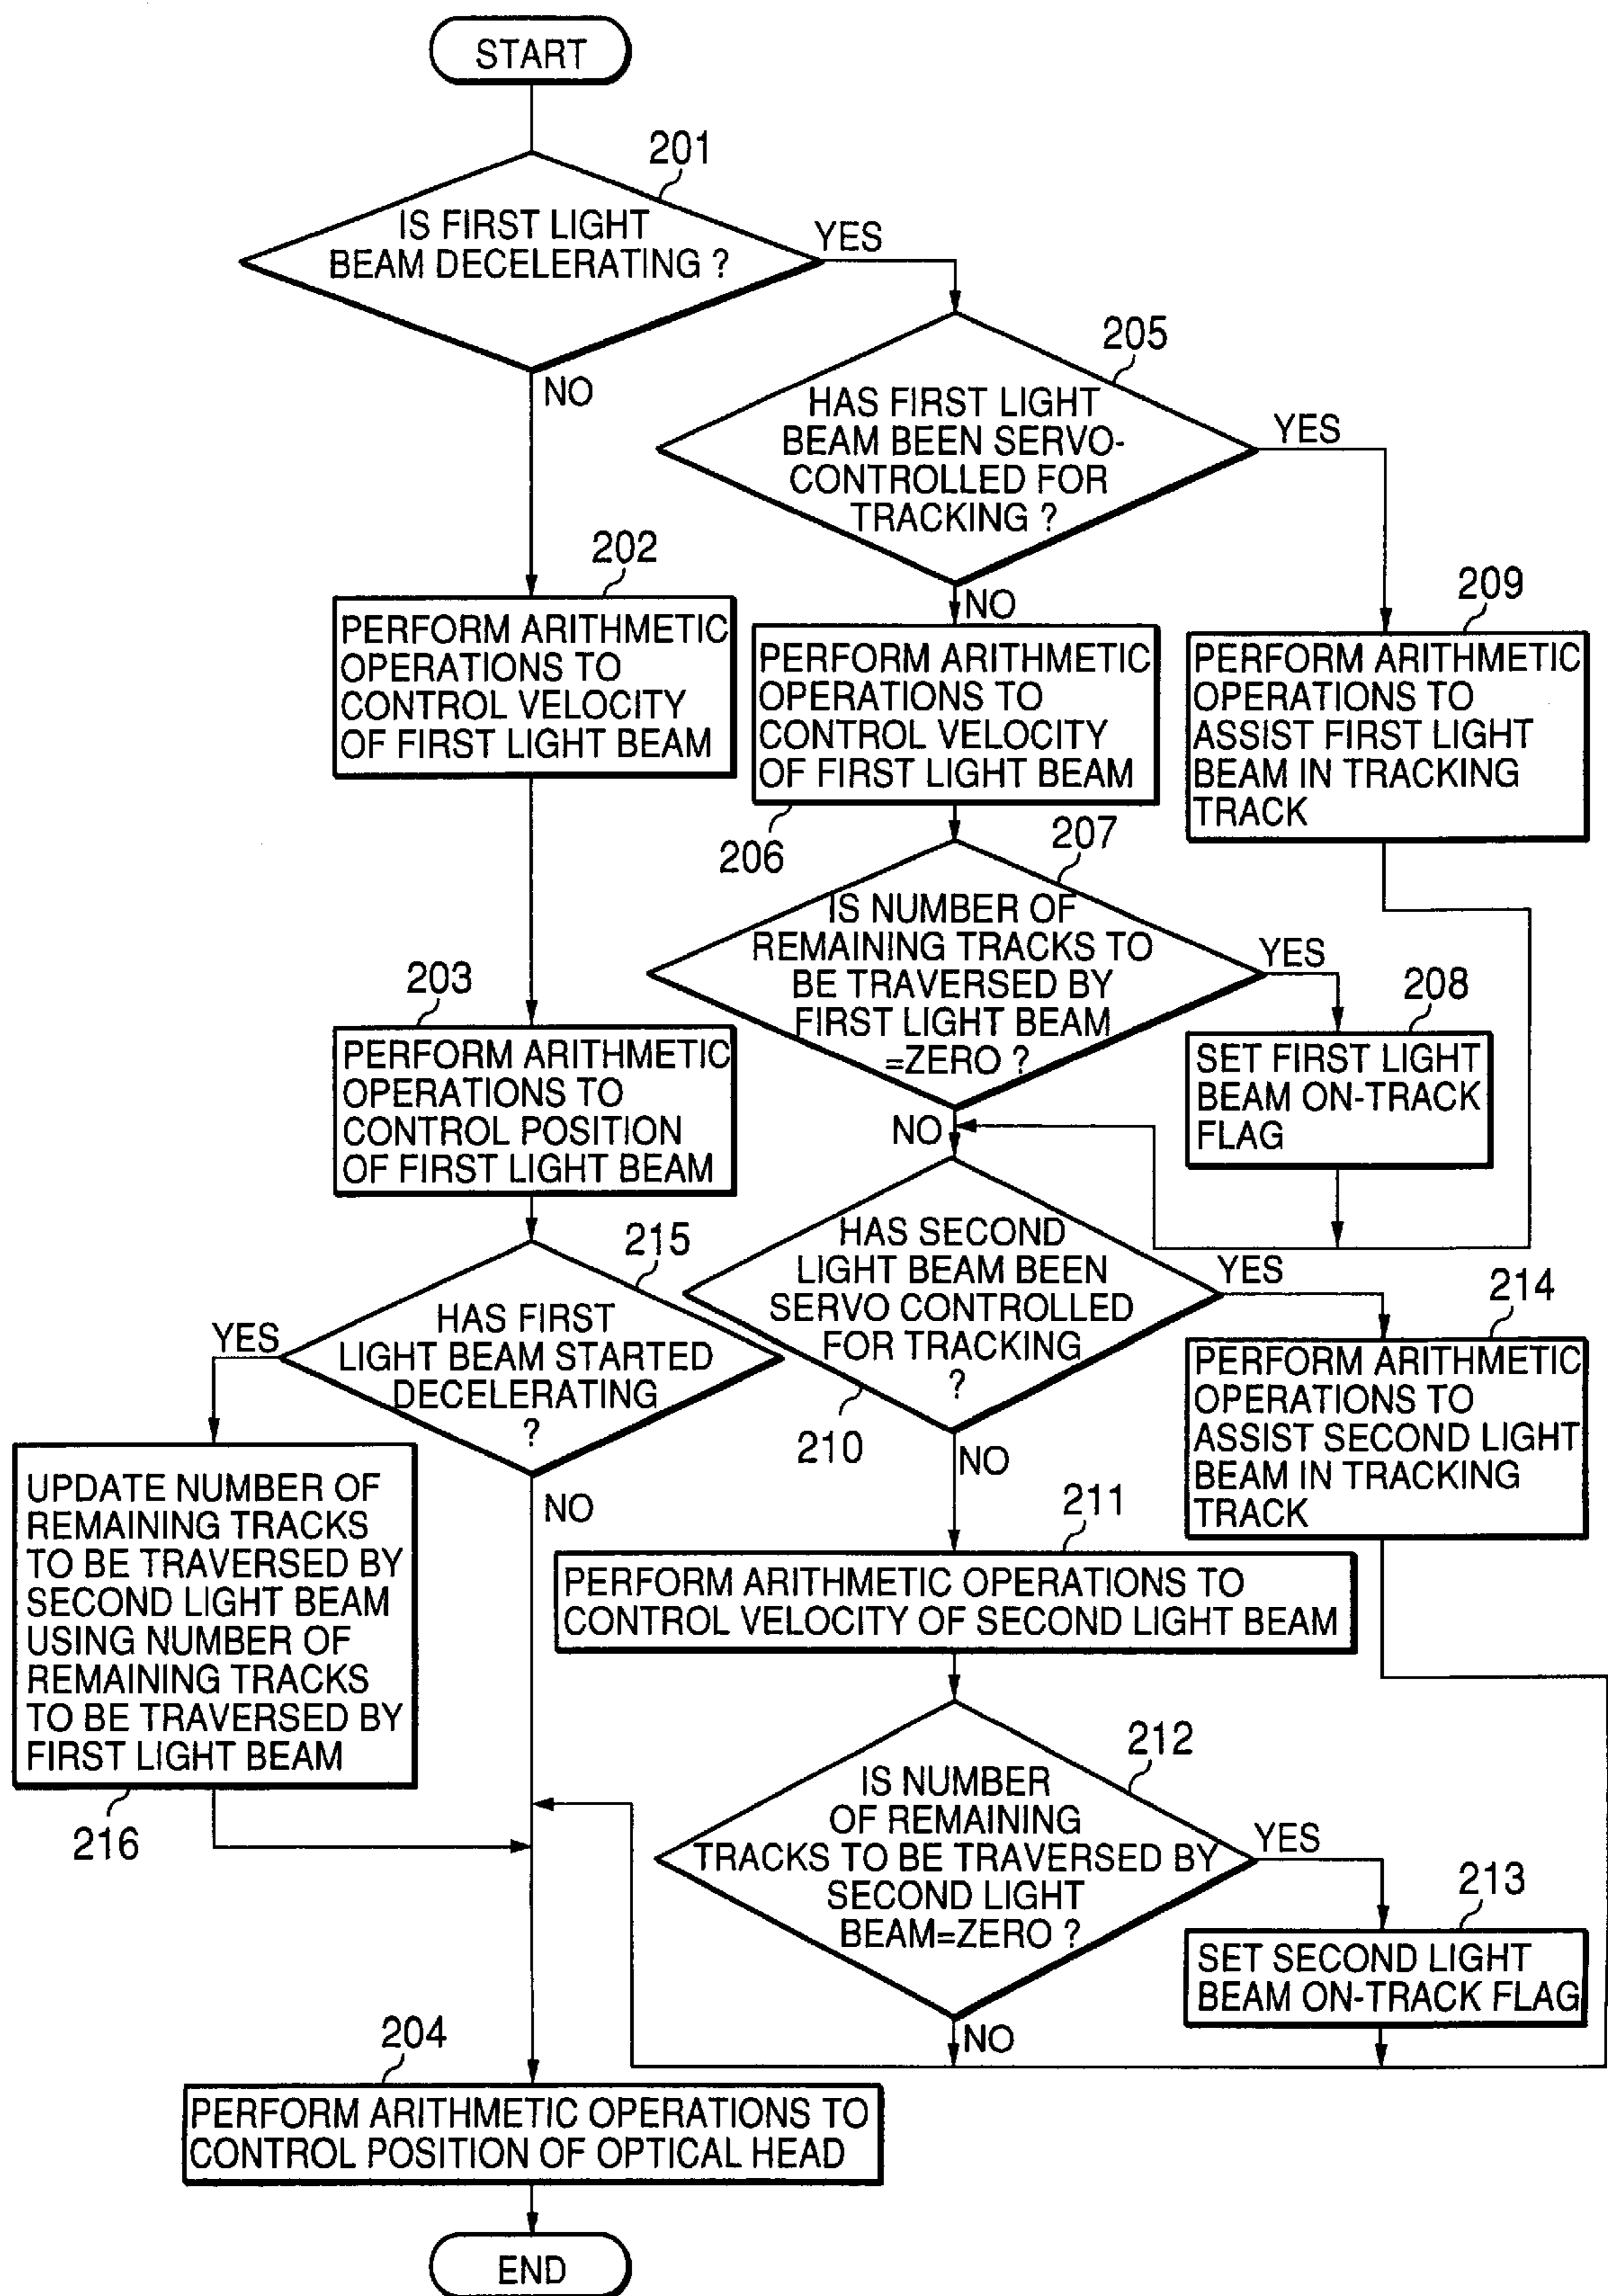 START
201
IS FIRST LIGHT
BEAM DECELERATING ?
YES
NO
205
HAS FIRST LIGHT
BEAM BEEN SERVO-
CONTROLLED FOR
TRACKING ?
YES
NO
202
PERFORM ARITHMETIC
OPERATIONS TO
CONTROL VELOCITY
OF FIRST LIGHT BEAM
PERFORM ARITHMETIC
OPERATIONS TO
CONTROL VELOCITY
OF FIRST LIGHT BEAM
206
209
PERFORM ARITHMETIC
OPERATIONS TO
ASSIST FIRST LIGHT
BEAM IN TRACKING
TRACK
207
IS NUMBER OF
REMAINING TRACKS TO
BE TRAVERSED BY
FIRST LIGHT BEAM
=ZERO ?
YES
NO
208
SET FIRST LIGHT
BEAM ON-TRACK
FLAG
203
PERFORM ARITHMETIC
OPERATIONS TO
CONTROL POSITION
OF FIRST LIGHT BEAM
215
HAS FIRST
LIGHT BEAM STARTED
DECELERATING
?
YES
NO
HAS SECOND
LIGHT BEAM BEEN
SERVO CONTROLLED
FOR TRACKING
?
210
YES
NO
214
PERFORM ARITHMETIC
OPERATIONS TO
ASSIST SECOND LIGHT
BEAM IN TRACKING
TRACK
UPDATE NUMBER OF
REMAINING TRACKS
TO BE TRAVERSED BY
SECOND LIGHT BEAM
USING NUMBER OF
REMAINING TRACKS
TO BE TRAVERSED BY
FIRST LIGHT BEAM
216
211
PERFORM ARITHMETIC OPERATIONS TO
CONTROL VELOCITY OF SECOND LIGHT BEAM
212
IS NUMBER
OF REMAINING
TRACKS TO BE TRAVERSED BY
SECOND LIGHT
BEAM=ZERO ?
YES
NO
213
SET SECOND LIGHT
BEAM ON-TRACK FLAG
204
PERFORM ARITHMETIC OPERATIONS TO
CONTROL POSITION OF OPTICAL HEAD
END